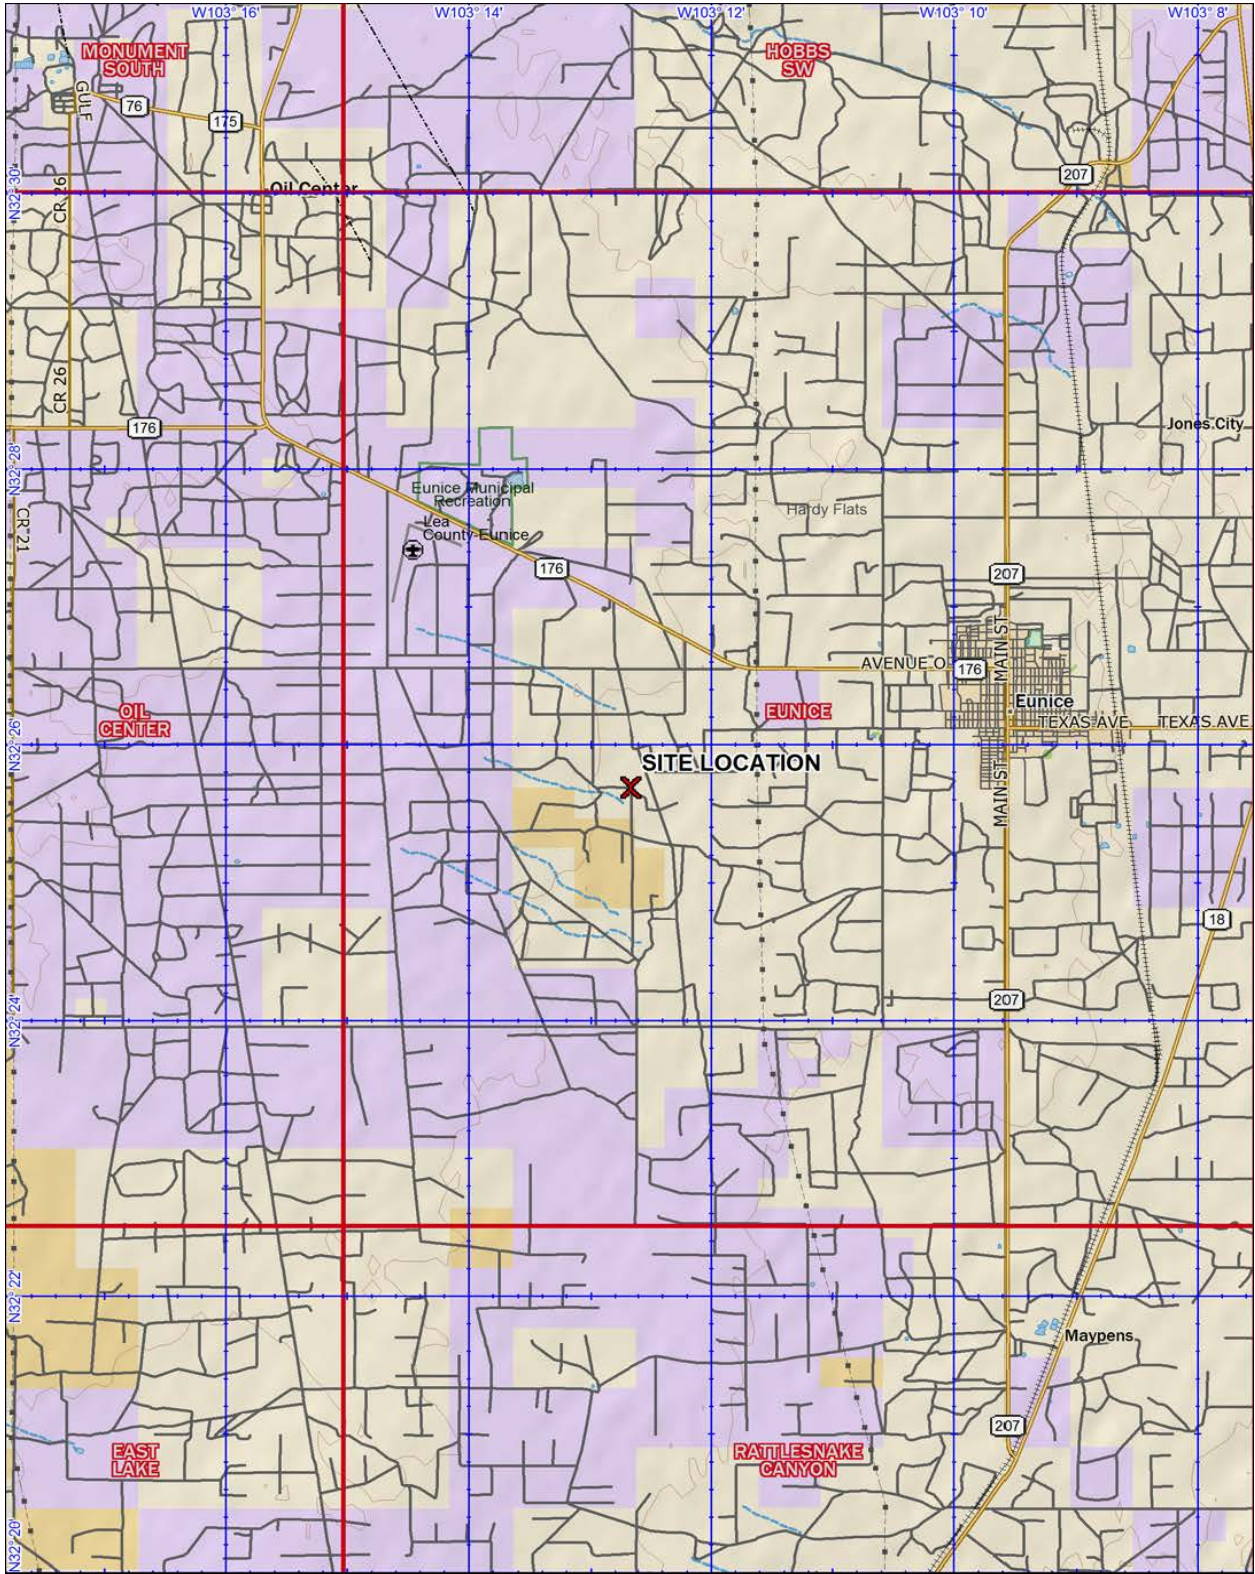 W103° 16'
W103° 14'
W103° 12'
W103° 10'
W103° 8'
MONUMENT
SOUTH
HOBBS
SW
GULF
76
175
207
N32° 30'
CR 26
Oil Center
CR 26
176
Jones City
N32° 28'
Eunice Municipal
Recreation
Lea
County-Eunice
Hardy Flats
CR 21
176
207
MAIN ST
AVENUE O
176
Eunice
OIL
CENTER
EUNICE
TEXAS AVE
TEXAS AVE
N32° 26'
SITE LOCATION
MAIN ST
18
N32° 24'
207
N32° 22'
Maypens
207
EAST
LAKE
RATTLESNAKE
CANYON
N32° 20'